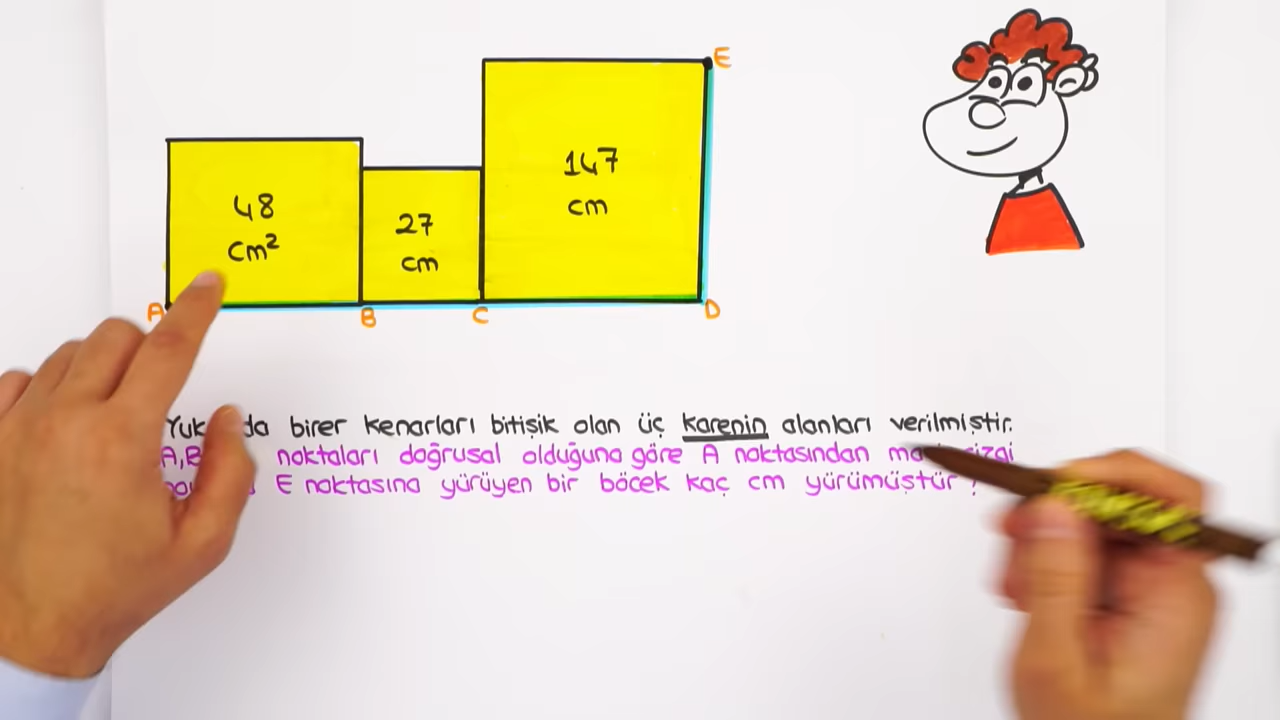 E
48
cm²
27
cm
147
cm
A
B
C
D
birer kenarları bitişik olan üç karenin alanları verilmiştir.
noktaları doğrusal olduğuna göre A noktasından
E noktasına yürüyen bir böcek kaç cm yürümüştür ?